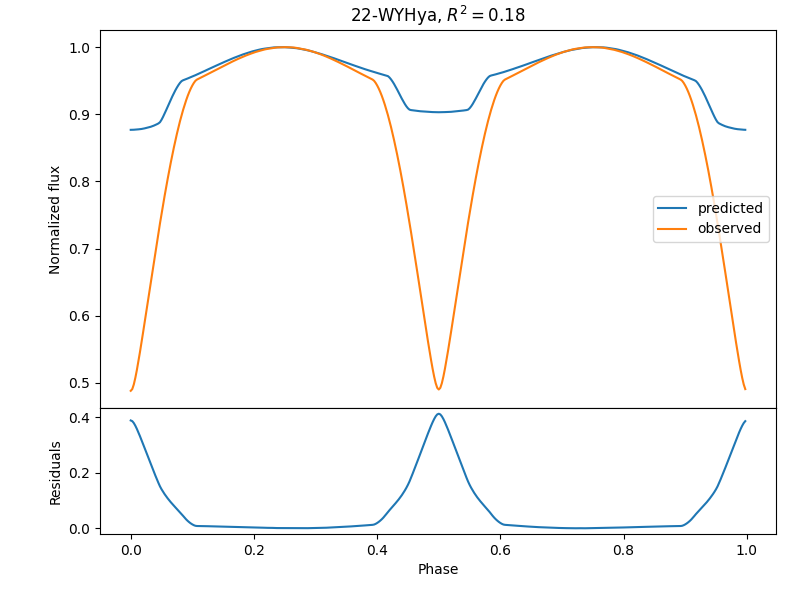 22-WYHya, $R^2 = 0.18$
Normalized flux
1.0
0.9
0.8
0.7
0.6
0.5
predicted
observed
Residuals
0.4
0.2
0.0
0.0 0.2 0.4 0.6 0.8 1.0
Phase